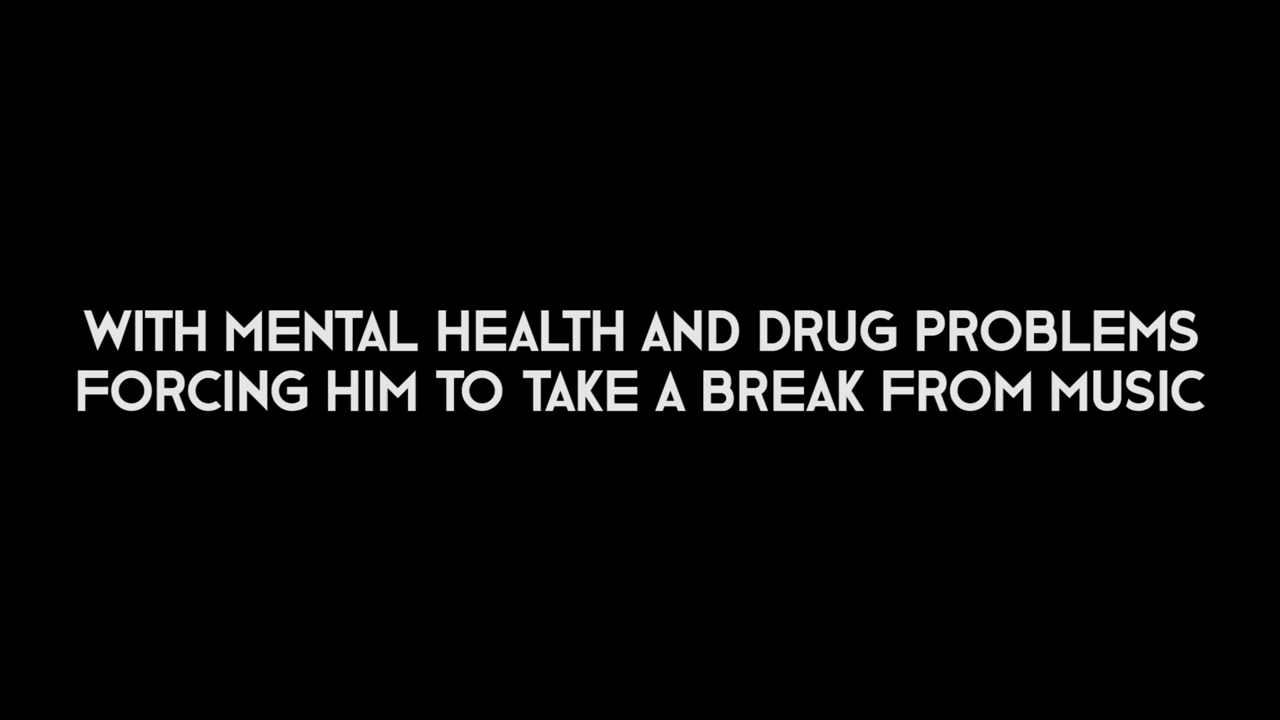 WITH MENTAL HEALTH AND DRUG PROBLEMS
FORCING HIM TO TAKE A BREAK FROM MUSIC